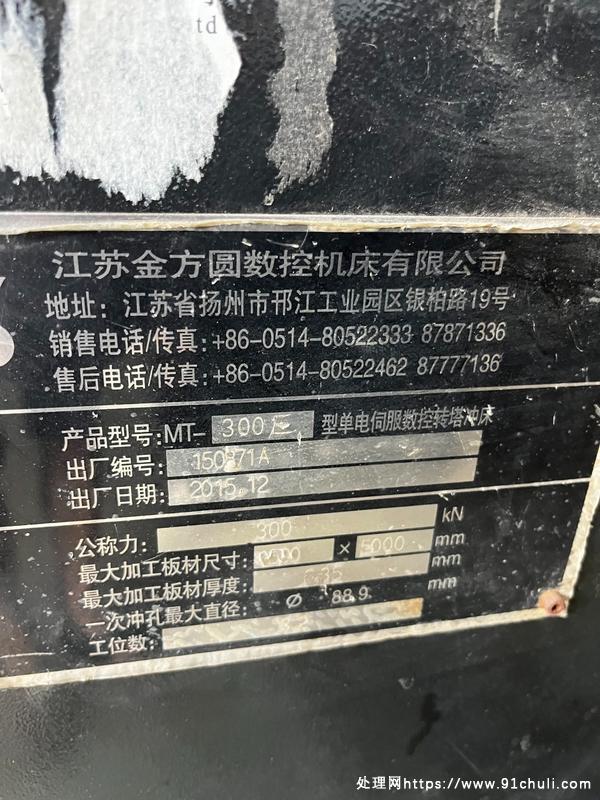 td
江苏金方圆数控机床有限公司
地址: 江苏省扬州市邗江工业园区银柏路19号
销售电话/传真:+86-0514-80522333 87871336
售后电话/传真:+86-0514-80522462 87777136
产品型号:MT-300 型单电伺服数控转塔冲床
出厂编号:
出厂日期: 2015.12
公称力: 300 kN
最大加工板材尺寸: × 5000 mm
最大加工板材厚度: mm
一次冲孔最大直径: Ø 88.9 mm
工位数:
处理网https://www.91chuli.com